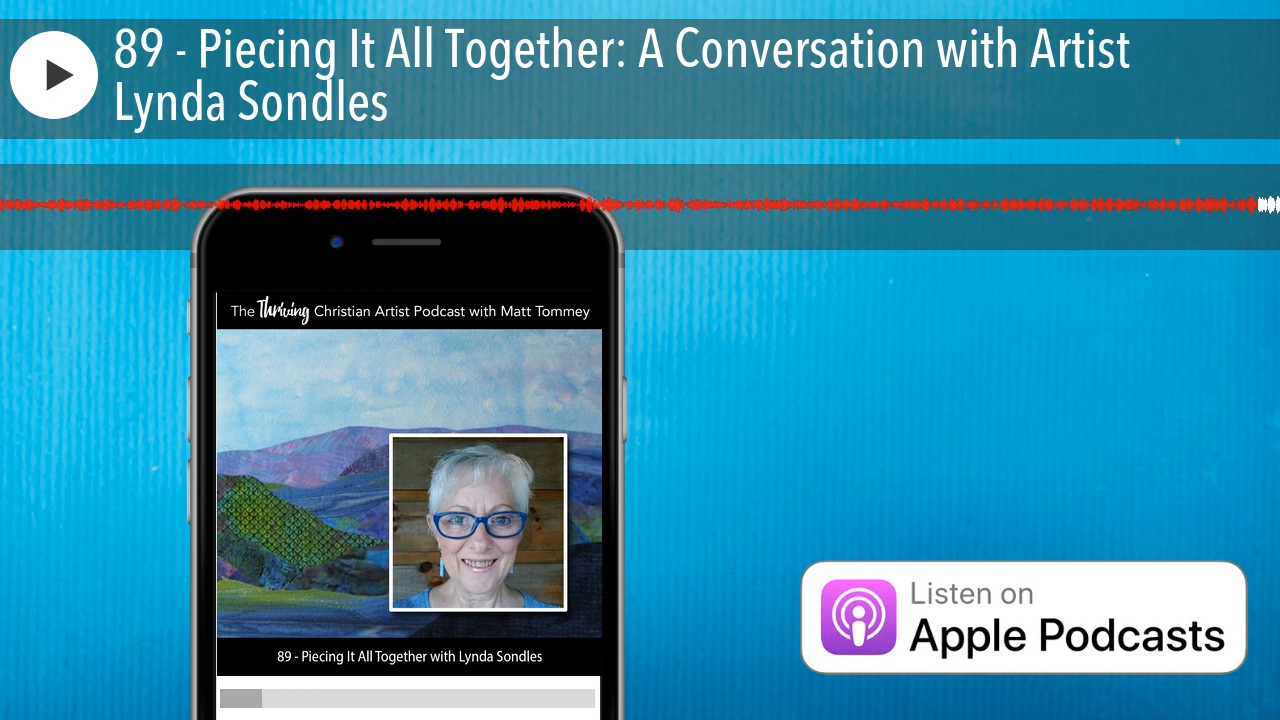 89 - Piecing It All Together: A Conversation with Artist
Lynda Sondles
The Thriving Christian Artist Podcast with Matt Tommey
89 - Piecing It All Together with Lynda Sondles
Listen on
Apple Podcasts